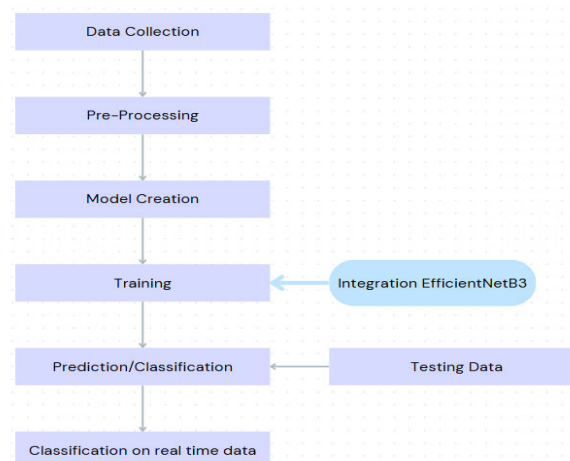 Data Collection
Pre-Processing
Model Creation
Training
Integration EfficientNetB3
Prediction/Classification
Testing Data
Classification on real time data